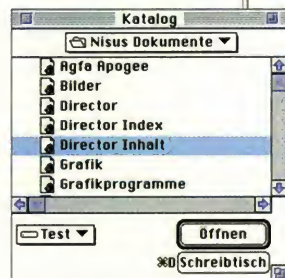 Katalog
Nisus Dokumente
Agfa Apogee
Bilder
Director
Director Index
Director Inhalt
Grafik
Grafikprogramme
Test
Öffnen
⌘D Schreibtisch